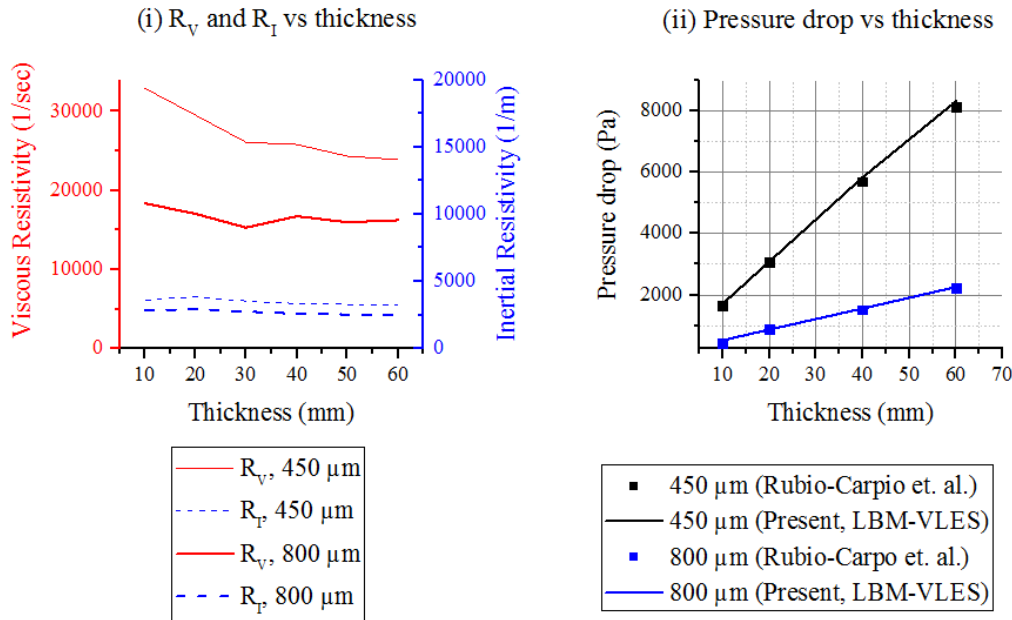 (i) R_V and R_I vs thickness
Viscous Resistivity (1/sec)
30000
20000
10000
0
20000
15000
10000
5000
0
Inertial Resistivity (1/m)
10 20 30 40 50 60
Thickness (mm)
R_V, 450 µm
R_I, 450 µm
R_V, 800 µm
R_I, 800 µm
(ii) Pressure drop vs thickness
Pressure drop (Pa)
8000
6000
4000
2000
10 20 30 40 50 60 70
Thickness (mm)
450 µm (Rubio-Carpio et. al.)
450 µm (Present, LBM-VLES)
800 µm (Rubio-Carpo et. al.)
800 µm (Present, LBM-VLES)